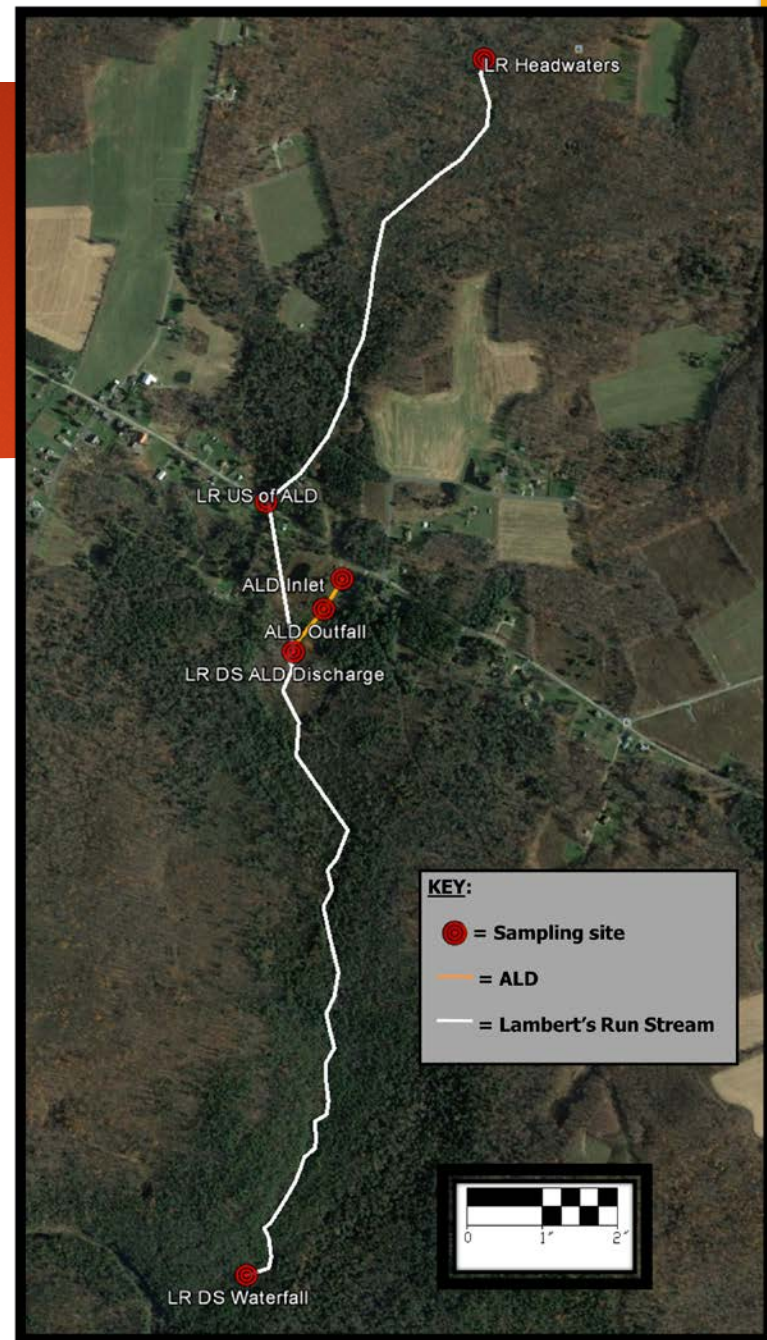 LR Headwaters
LR US of ALD
ALD Inlet
ALD Outfall
LR DS ALD Discharge
KEY:
= Sampling site
= ALD
= Lambert's Run Stream
0 1" 2"
LR DS Waterfall